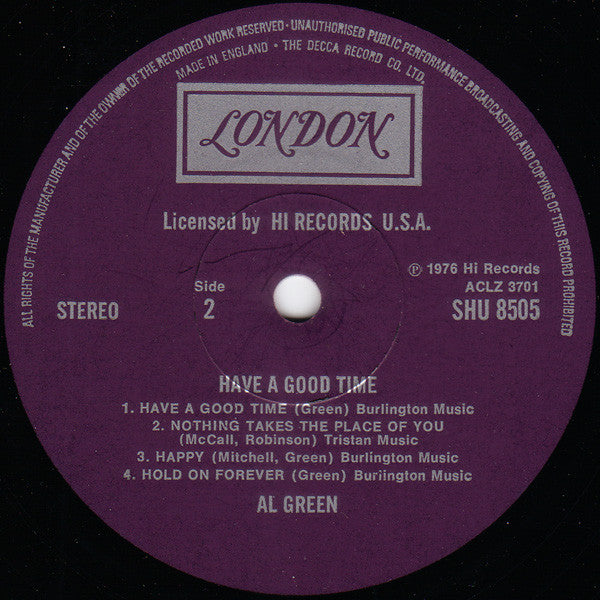 ALL RIGHTS OF THE MANUFACTURER AND OF THE OWNER OF THE RECORDED WORK RESERVED · UNAUTHORISED PUBLIC PERFORMANCE BROADCASTING AND COPYING OF THIS RECORD PROHIBITED
MADE IN ENGLAND · THE DECCA RECORD CO. LTD.
LONDON
Licensed by HI RECORDS U.S.A.
℗ 1976 Hi Records
ACLZ 3701
STEREO
Side
2
SHU 8505
HAVE A GOOD TIME
1. HAVE A GOOD TIME (Green) Burlington Music
2. NOTHING TAKES THE PLACE OF YOU
(McCall, Robinson) Tristan Music
3. HAPPY (Mitchell, Green) Burlington Music
4. HOLD ON FOREVER (Green) Burlington Music
AL GREEN